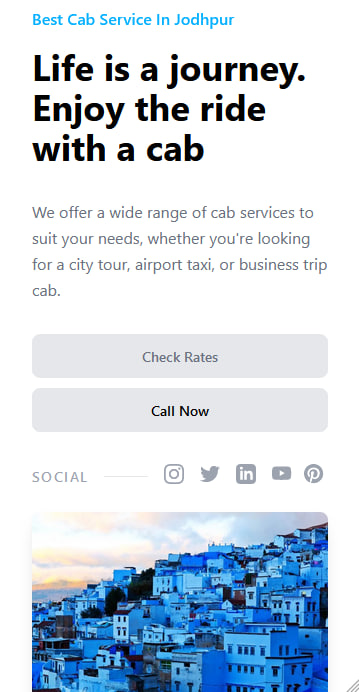 Best Cab Service In Jodhpur
Life is a journey.
Enjoy the ride
with a cab
We offer a wide range of cab services to
suit your needs, whether you're looking
for a city tour, airport taxi, or business trip
cab.
Check Rates
Call Now
SOCIAL